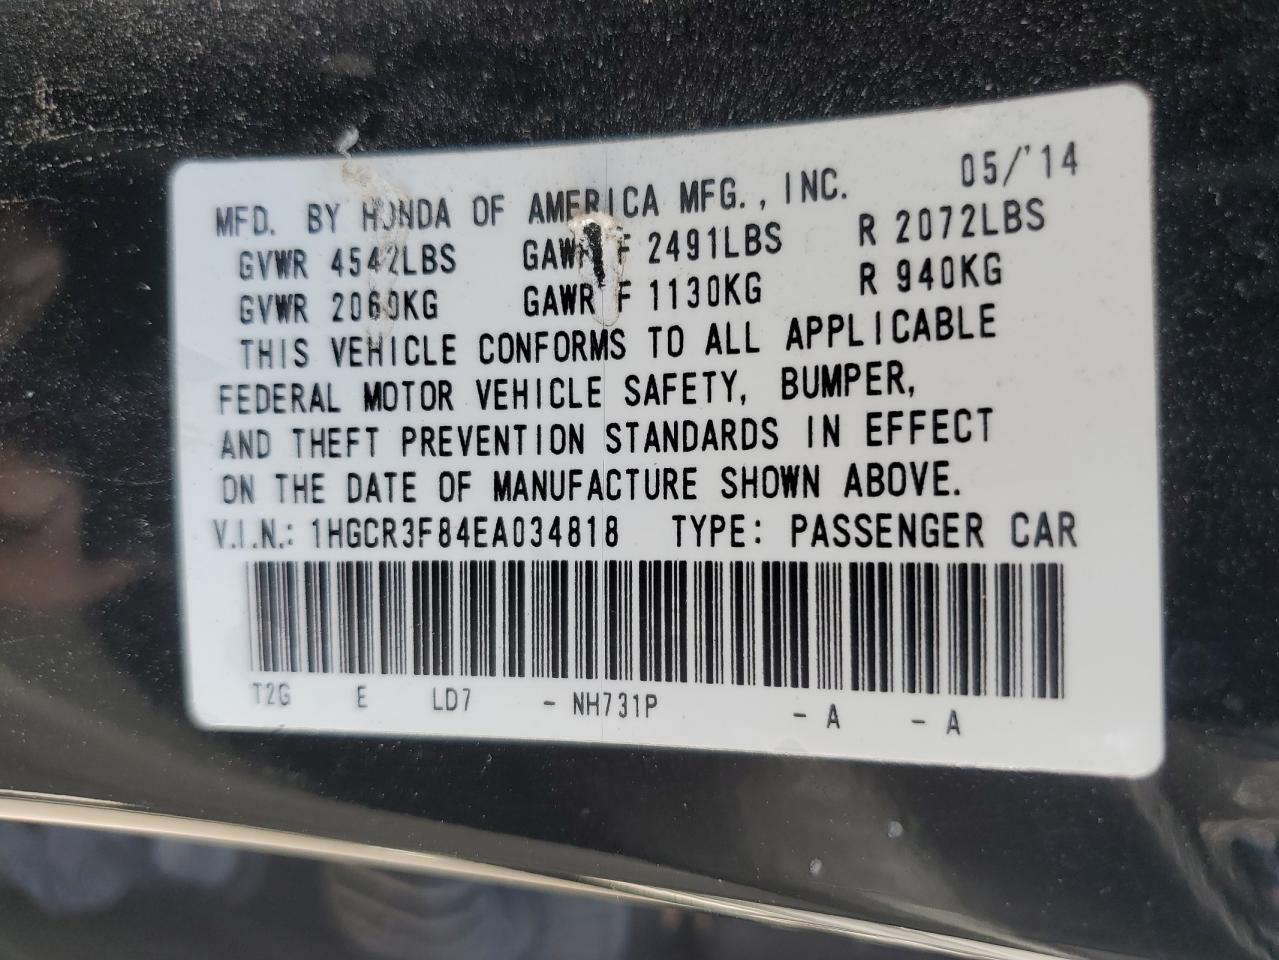 05/'14
MFD. BY HONDA OF AMERICA MFG., INC.
GVWR 4542LBS GAWR F 2491LBS R 2072LBS
GVWR 2060KG GAWR F 1130KG R 940KG
THIS VEHICLE CONFORMS TO ALL APPLICABLE
FEDERAL MOTOR VEHICLE SAFETY, BUMPER,
AND THEFT PREVENTION STANDARDS IN EFFECT
ON THE DATE OF MANUFACTURE SHOWN ABOVE.
V.I.N.: 1HGCR3F84EA034818 TYPE: PASSENGER CAR
T2G E LD7 - NH731P - A - A